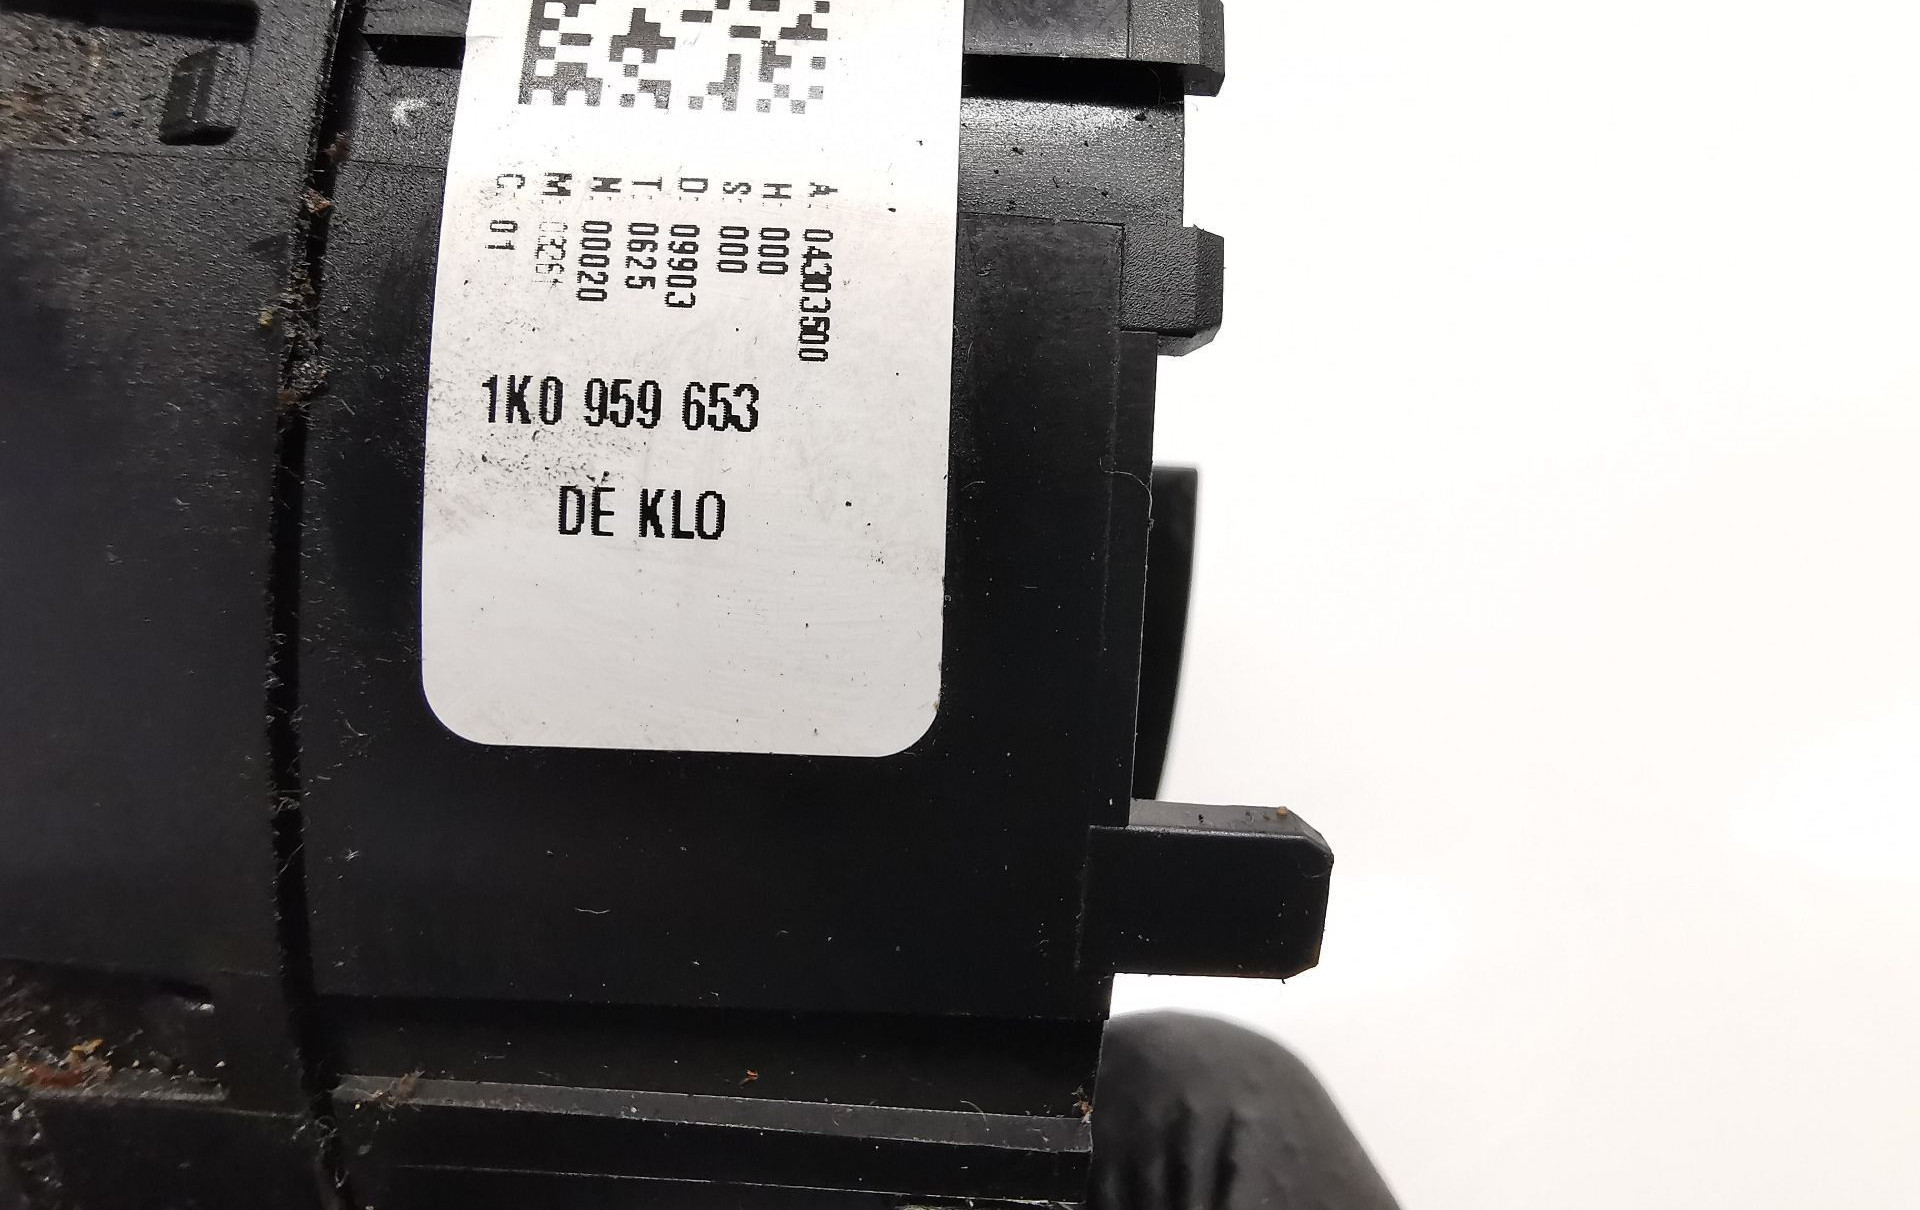 A: 04303500
H: 000
S: 000
D: 09903
T: 0625
N: 00020
C: 01
1K0 959 653
DE KLO